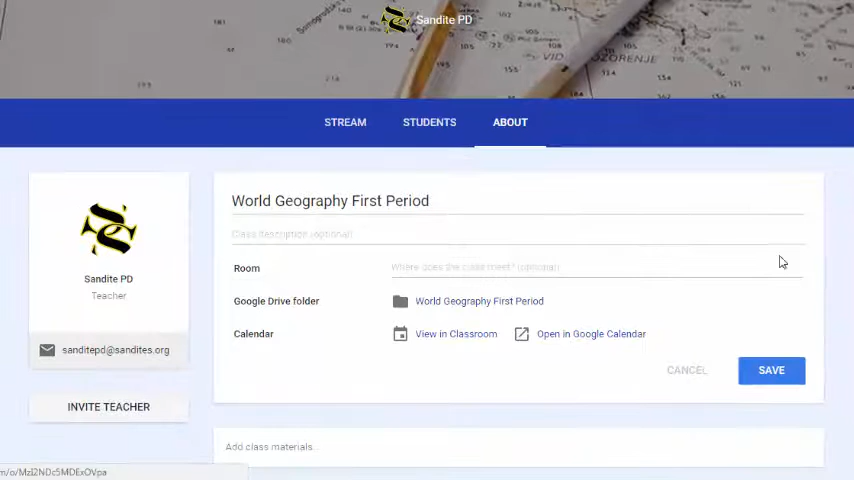 Sandite PD
VID
STREAM STUDENTS ABOUT
World Geography First Period
Class description (optional)
Room Where does the class meet? (optional)
Google Drive folder World Geography First Period
Calendar View in Classroom Open in Google Calendar
CANCEL SAVE
Sandite PD
Teacher
sanditepd@sandites.org
INVITE TEACHER
Add class materials...